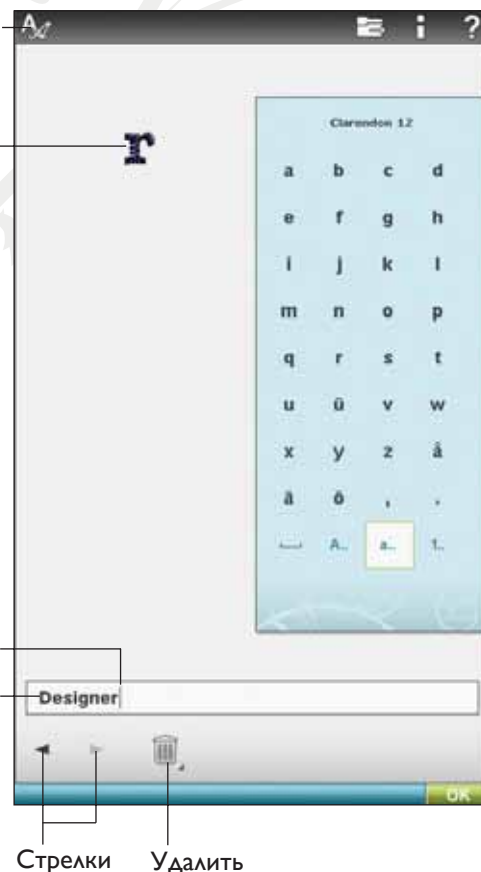 A
i ?
r
Clarendon 12
a b c d
e f g h
i j k l
m n o p
q r s t
u ü v w
x y z å
ä ö , .
A.. a.. 1..
Designer
OK
Стрелки Удалить